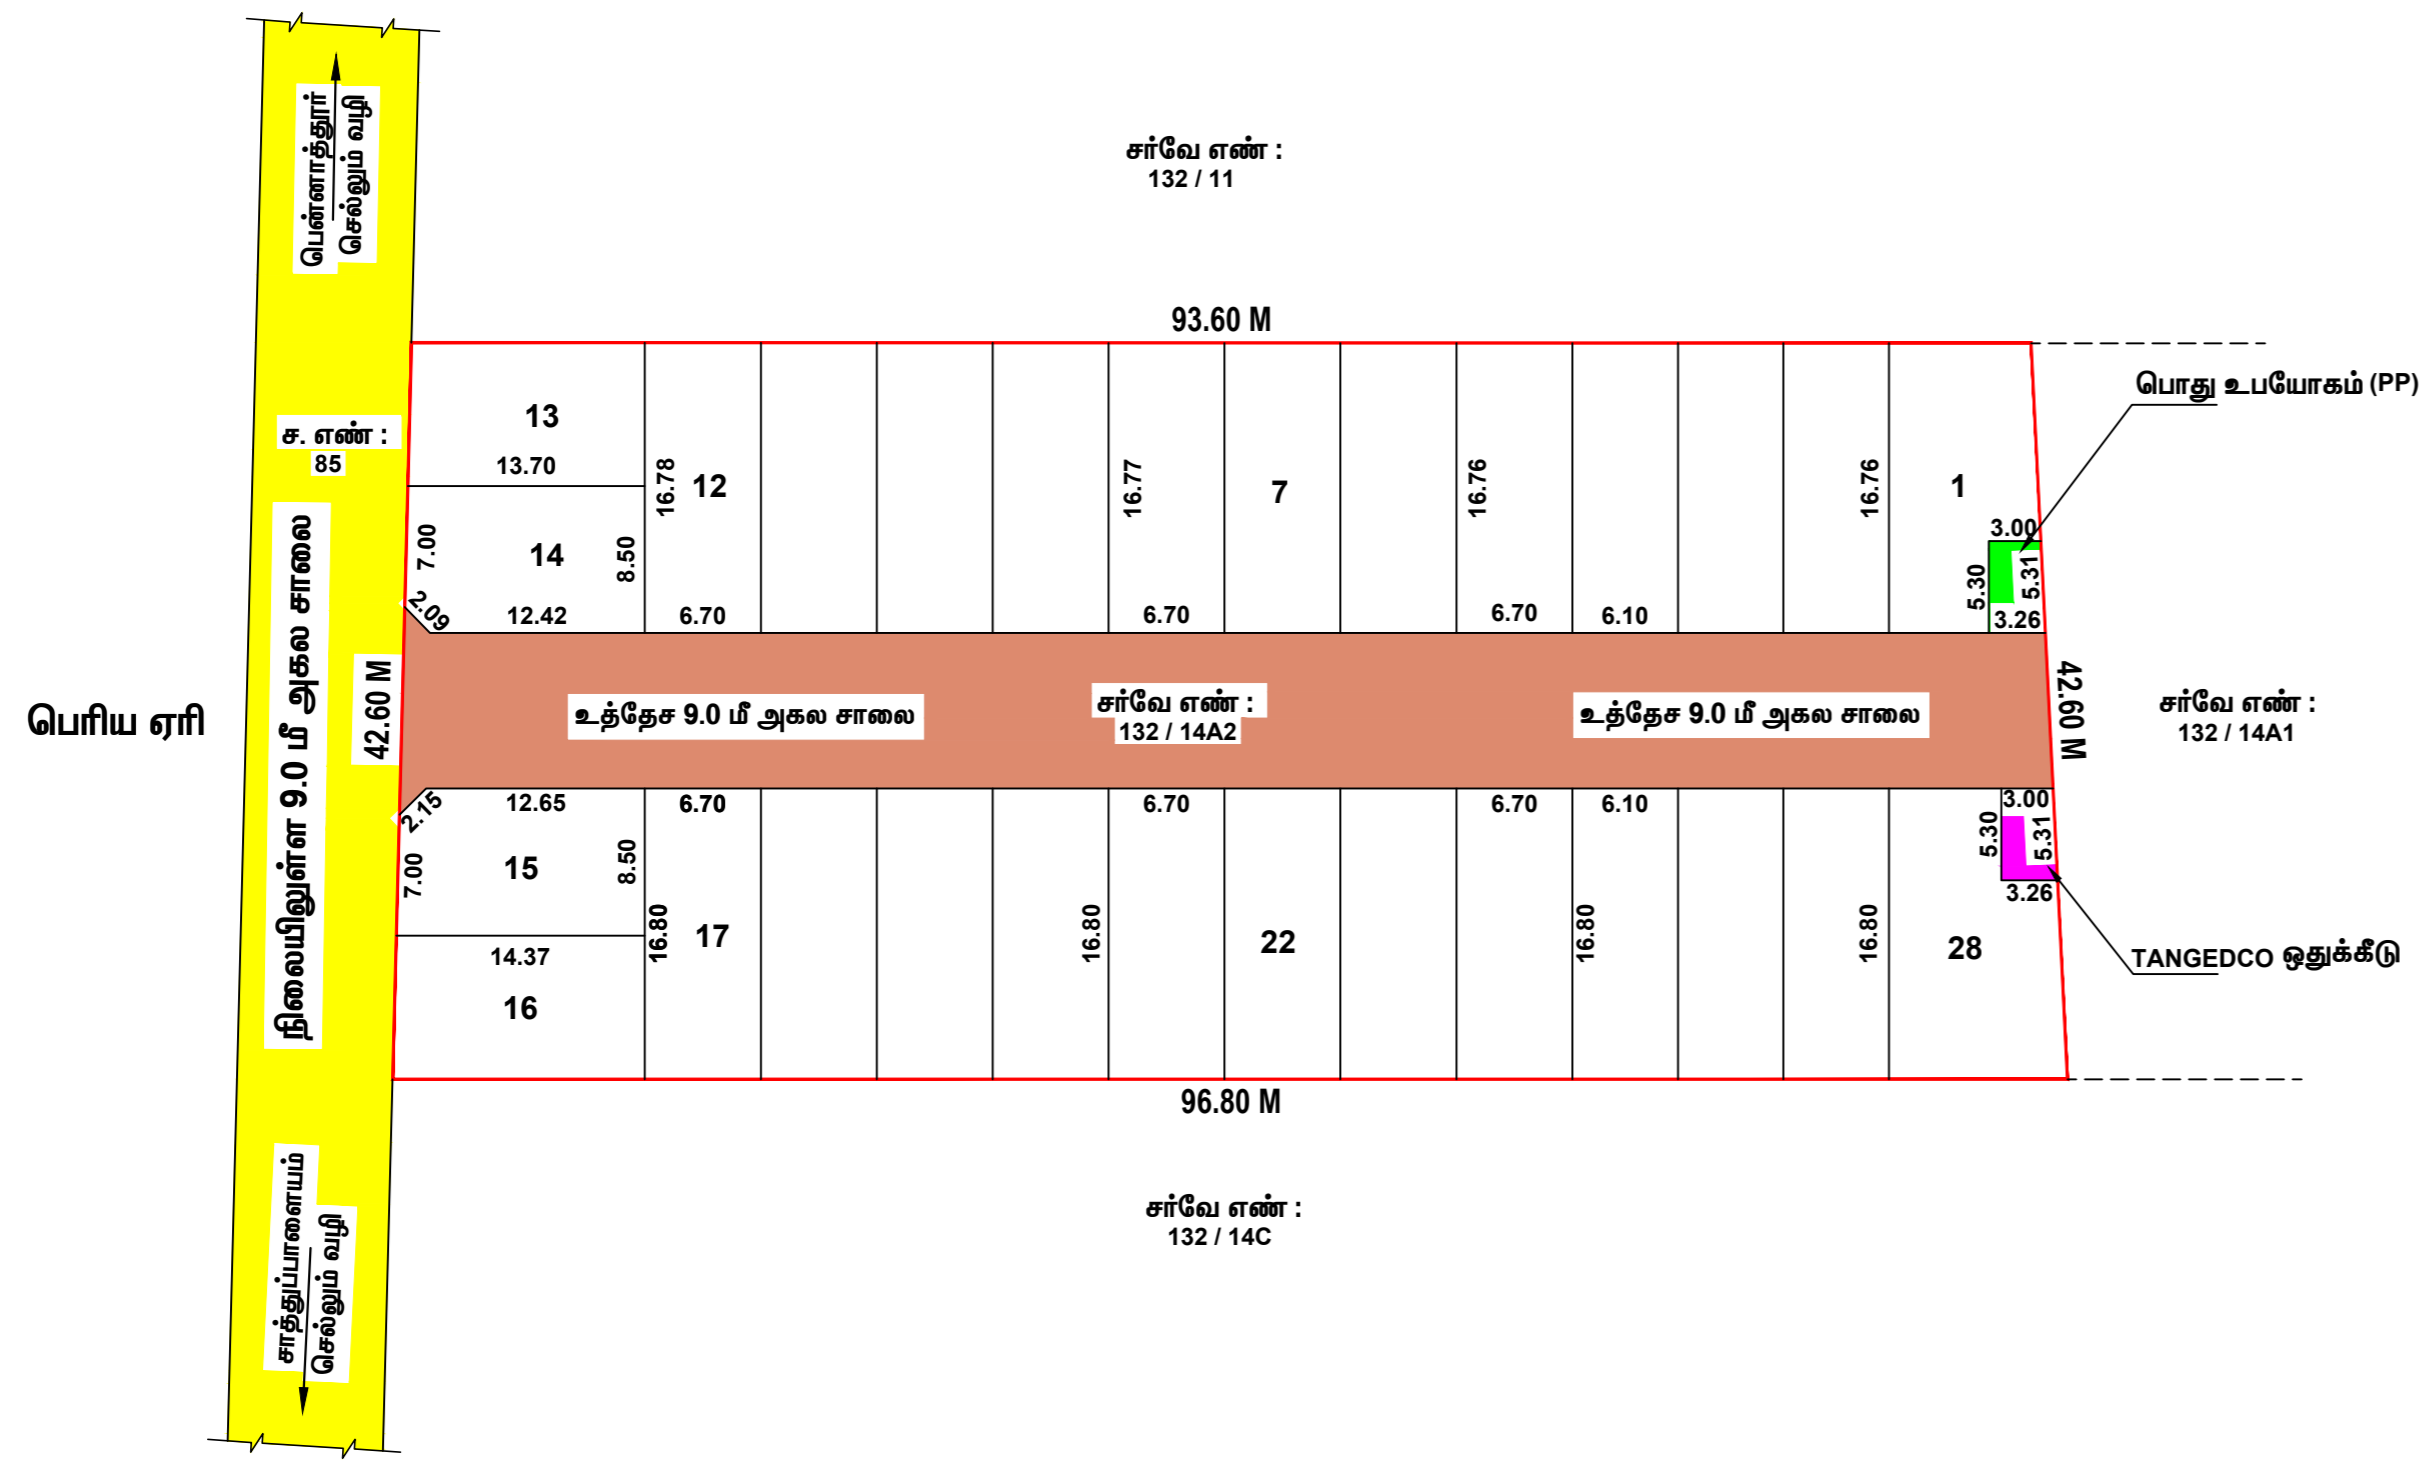 பென்னாத்தூர்
செல்லும் வழி
சர்வே எண் :
132 / 11
93.60 M
பொது உபயோகம் (PP)
ச. எண் :
85
13
13.70
16.78
12
16.77
7
16.76
16.76
1
3.00
5.30
5.31
3.26
7.00
14
8.50
2.09
12.42
6.70
6.70
6.70
6.10
நிலையிலுள்ள 9.0 மீ அகல சாலை
பெரிய ஏரி
42.60 M
உத்தேச 9.0 மீ அகல சாலை
சர்வே எண் :
132 / 14A2
உத்தேச 9.0 மீ அகல சாலை
42.60 M
சர்வே எண் :
132 / 14A1
2.15
12.65
6.70
6.70
6.70
6.10
3.00
5.30
5.31
3.26
7.00
15
8.50
16.80
17
16.80
22
16.80
16.80
28
TANGEDCO ஒதுக்கீடு
14.37
16
96.80 M
சாத்துப்பாளையம்
செல்லும் வழி
சர்வே எண் :
132 / 14C